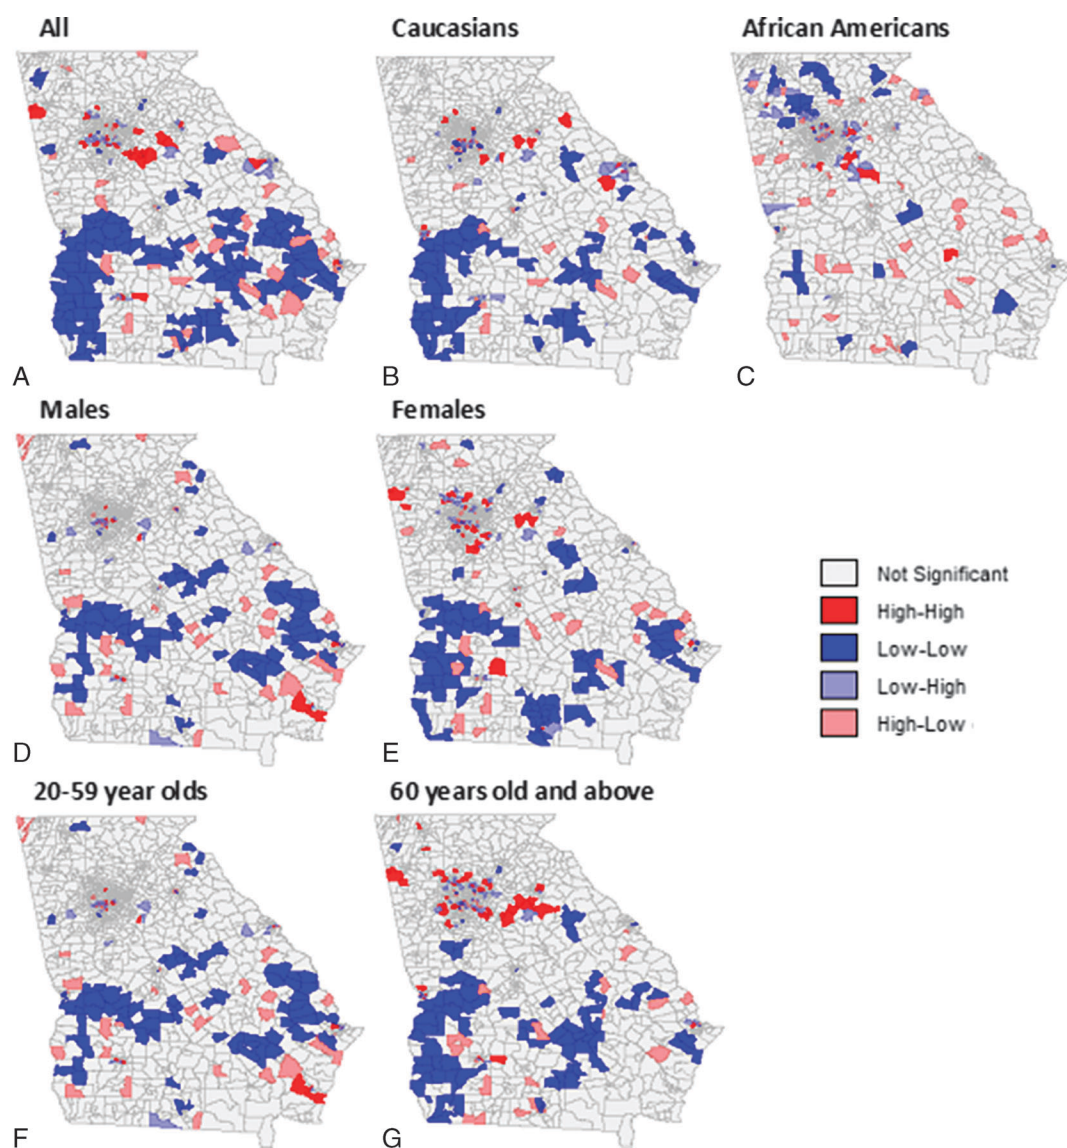 All
Caucasians
African Americans
A
B
C
Males
Females
Not Significant
High-High
Low-Low
Low-High
High-Low
D
E
20-59 year olds
60 years old and above
F
G